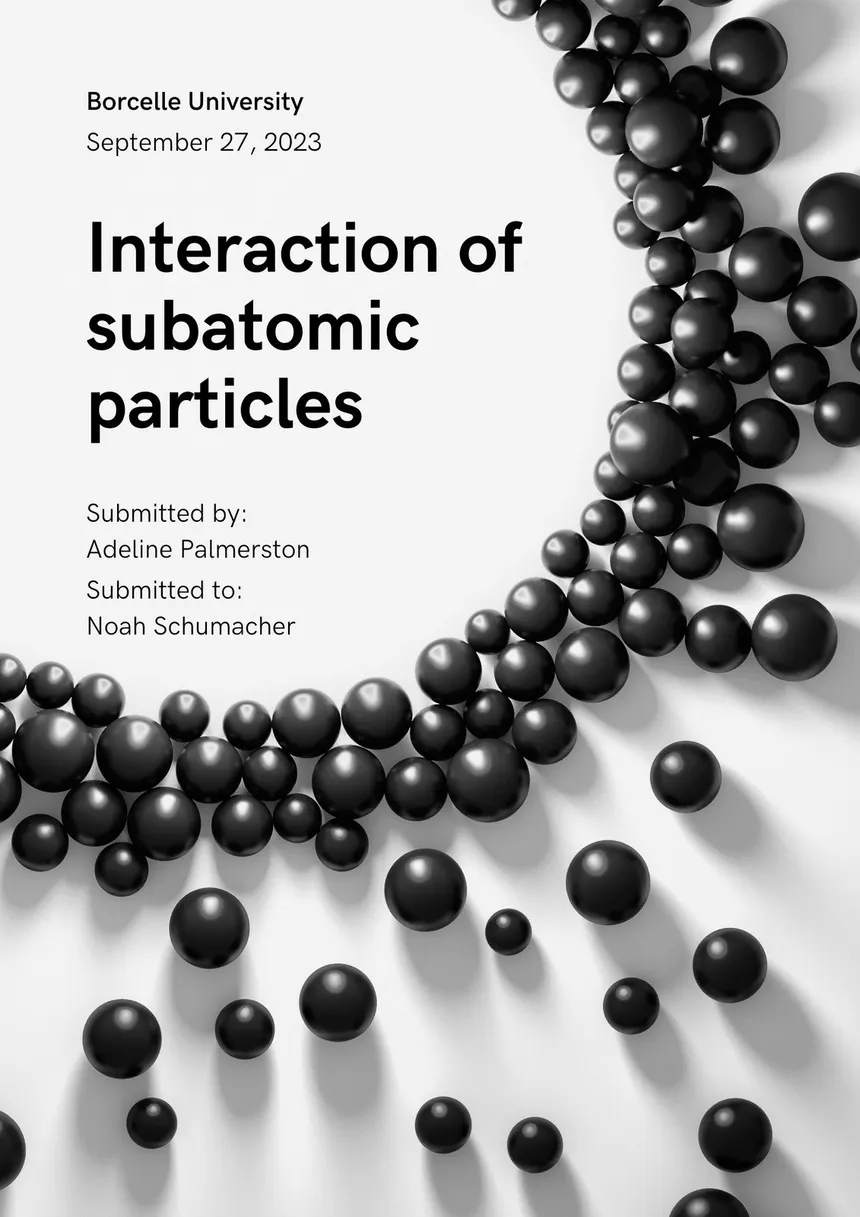 Borcelle University
September 27, 2023
Interaction of
subatomic
particles
Submitted by:
Adeline Palmerston
Submitted to:
Noah Schumacher